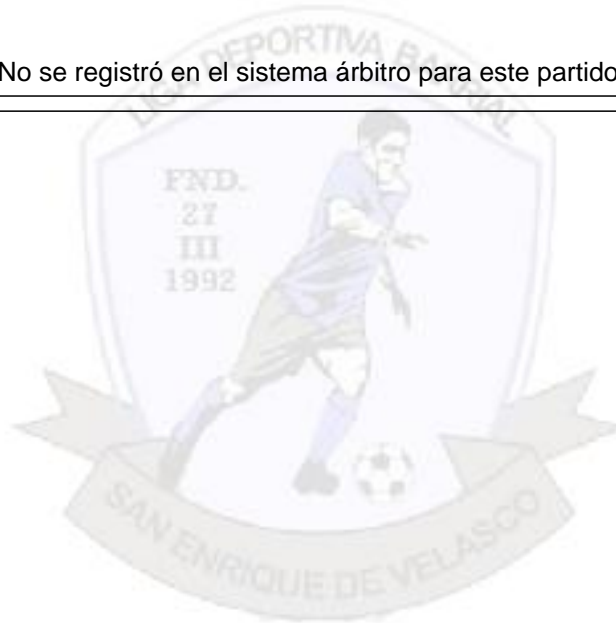 No se registró en el sistema árbitro para este partido
LIGA DEPORTIVA BARRIAL
FND.
27
III
1992
SAN ENRIQUE DE VELASCO